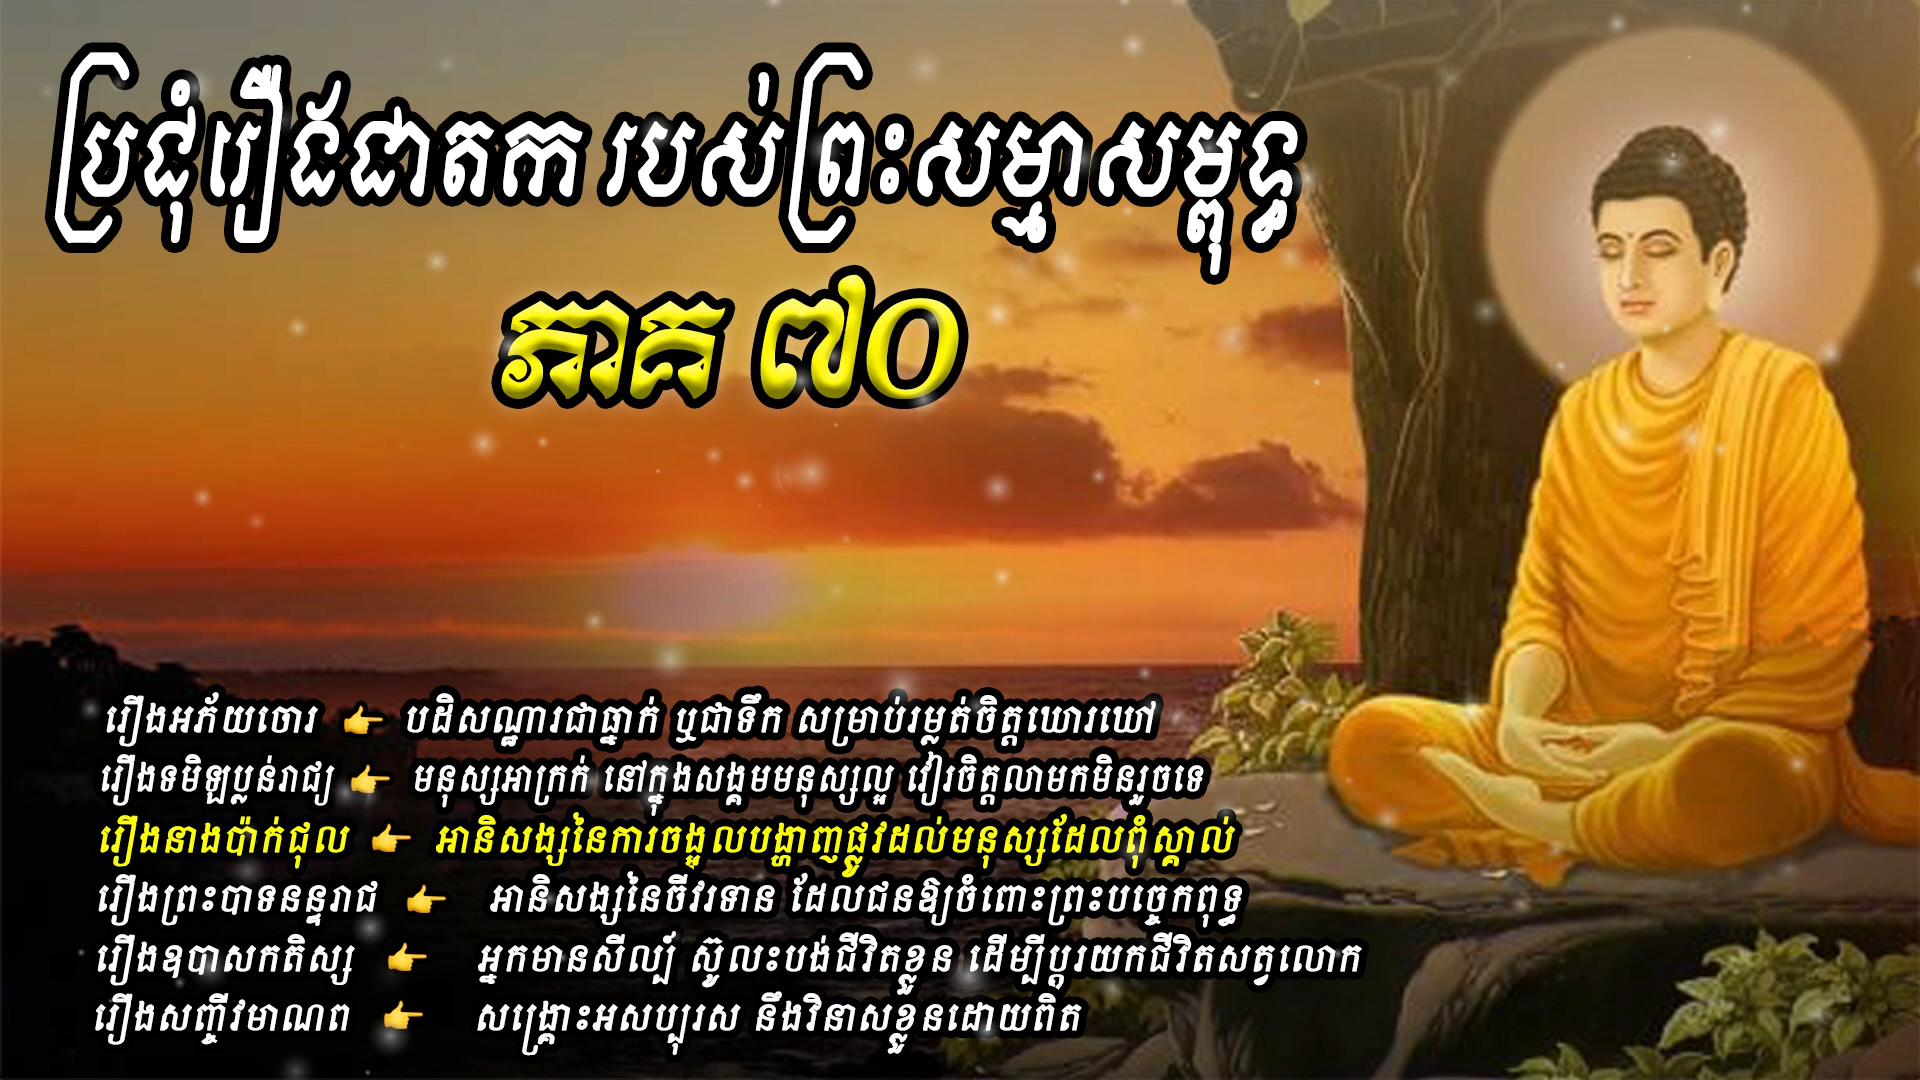 ប្រជុំរឿងជាតក របស់ព្រះសម្មាសម្ពុទ្ធ
ភាគ ៧០
រឿងអភ័យចោរ 👉 បដិសណ្ឋារជាធ្នាក់ ឬជាទឹក សម្រាប់រម្លត់ចិត្តឃោរឃៅ
រឿងទមិឡប្លន់រាជ្យ 👉 មនុស្សអាក្រក់ នៅក្នុងសង្គមមនុស្សល្អ វៀរចិត្តលាមកមិនរួចទេ
រឿងនាងប៉ាក់ជុល 👉 អានិសង្សនៃការចង្អុលបង្ហាញផ្លូវដល់មនុស្សដែលពុំស្គាល់
រឿងព្រះបាទនន្ទរាជ 👉 អានិសង្សនៃចីវរទាន ដែលជនឱ្យចំពោះព្រះបច្ចេកពុទ្ធ
រឿងឧបាសកតិស្ស 👉 អ្នកមានសីល្ប៍ ស៊ូលះបង់ជីវិតខ្លួន ដើម្បីប្តូរយកជីវិតសត្វលោក
រឿងសញ្ជីវមាណព 👉 សង្គ្រោះអសប្បុរស នឹងវិនាសខ្លួនដោយពិត